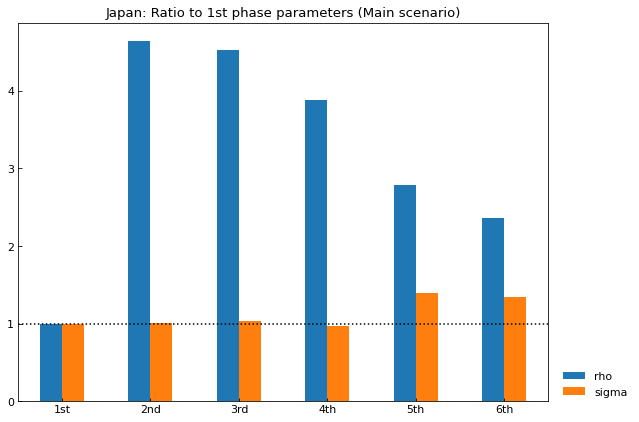 Japan: Ratio to 1st phase parameters (Main scenario)
4
3
2
1
0
1st 2nd 3rd 4th 5th 6th
rho
sigma